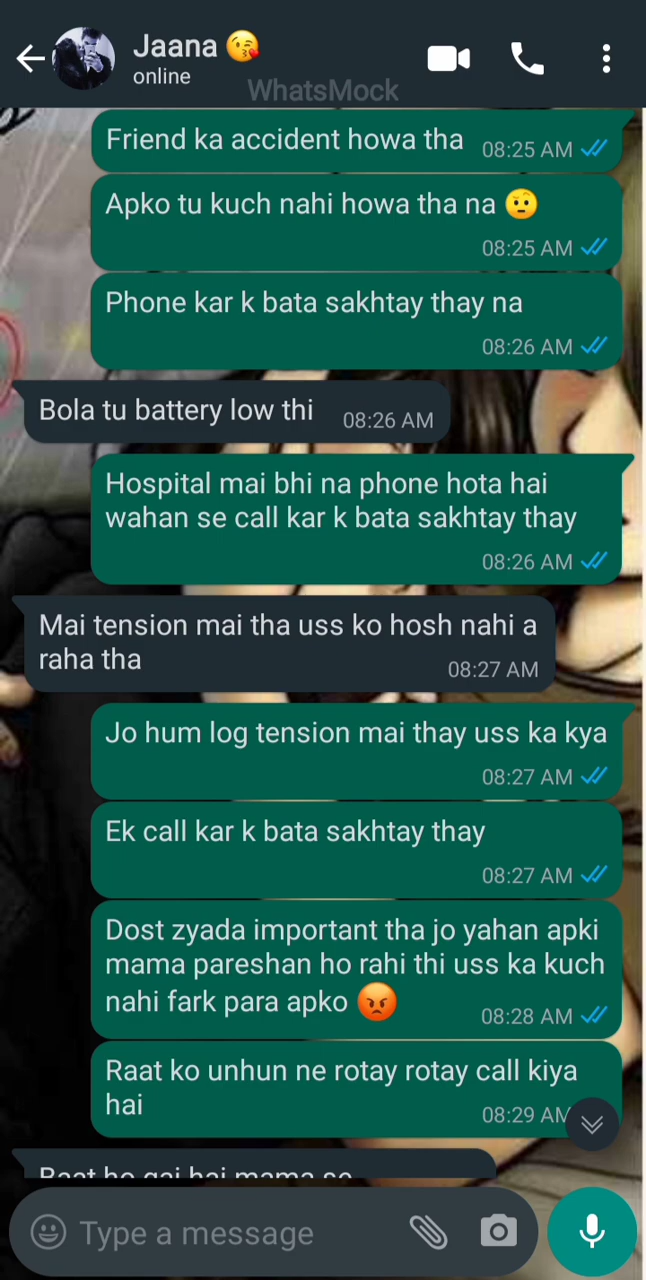 Jaana 😘
online
WhatsMock
Friend ka accident howa tha 08:25 AM
Apko tu kuch nahi howa tha na 🤨
08:25 AM
Phone kar k bata sakhtay thay na
08:26 AM
Bola tu battery low thi 08:26 AM
Hospital mai bhi na phone hota hai
wahan se call kar k bata sakhtay thay
08:26 AM
Mai tension mai tha uss ko hosh nahi a
raha tha 08:27 AM
Jo hum log tension mai thay uss ka kya
08:27 AM
Ek call kar k bata sakhtay thay
08:27 AM
Dost zyada important tha jo yahan apki
mama pareshan ho rahi thi uss ka kuch
nahi fark para apko 😡 08:28 AM
Raat ko unhun ne rotay rotay call kiya
hai 08:29 AM
Raat ho gai hai mama se
Type a message